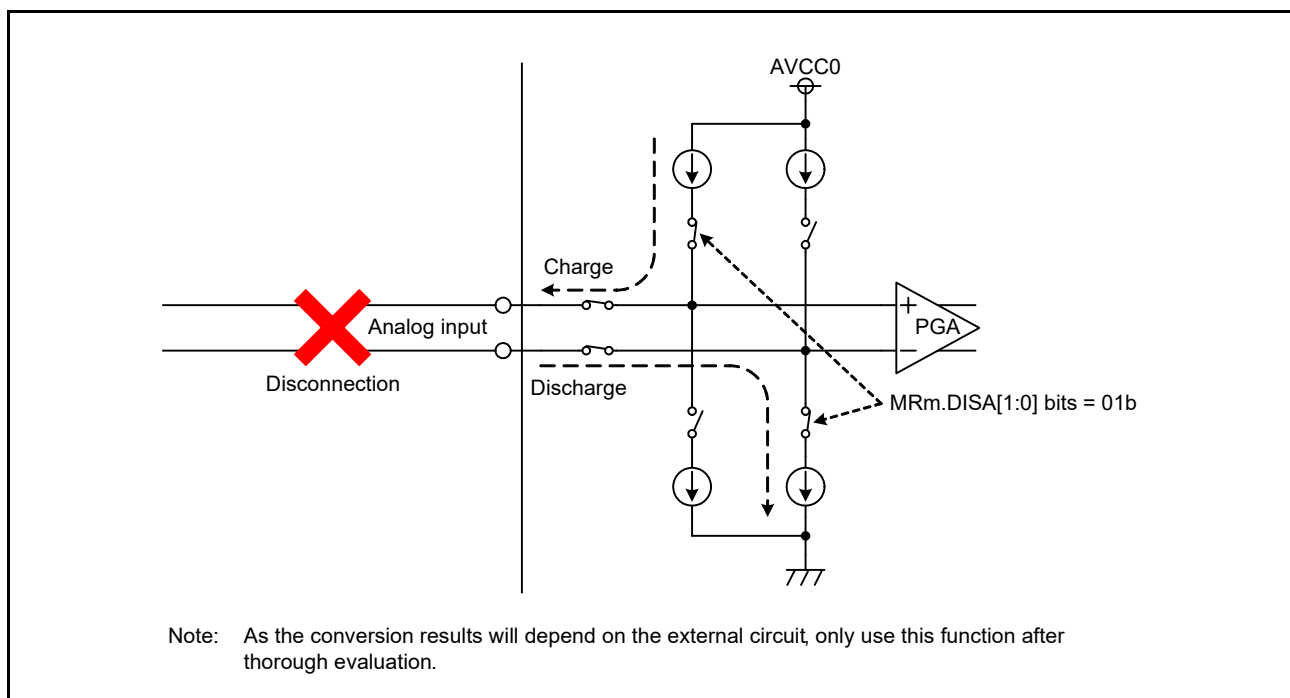 AVCC0
Charge
Analog input
+
PGA
−
Disconnection
Discharge
MRm.DISA[1:0] bits = 01b
Note: As the conversion results will depend on the external circuit, only use this function after
thorough evaluation.